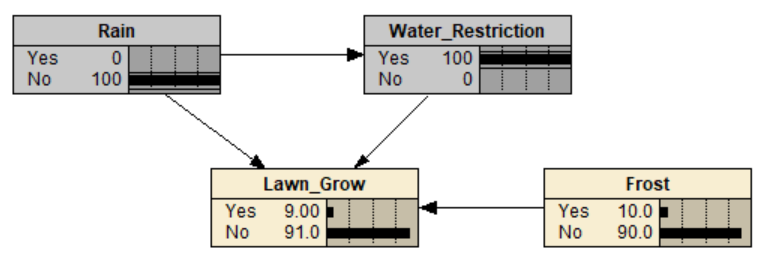 Rain
Yes 0
No 100
Water_Restriction
Yes 100
No 0
Lawn_Grow
Yes 9.00
No 91.0
Frost
Yes 10.0
No 90.0